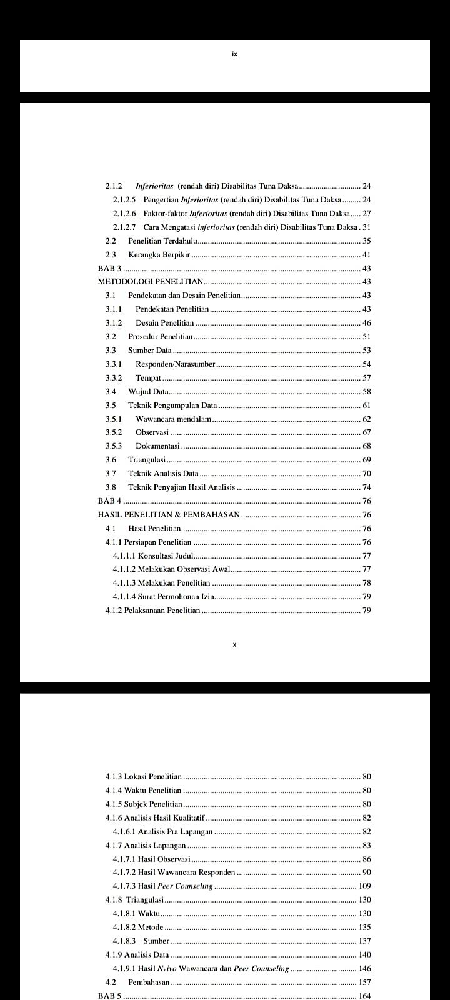 ix
2.1.2 Inferioritas (rendah diri) Disabilitas Tuna Daksa.............................. 24
2.1.2.5 Pengertian Inferioritas (rendah diri) Disabilitas Tuna Daksa......... 24
2.1.2.6 Faktor-faktor Inferioritas (rendah diri) Disabilitas Tuna Daksa..... 27
2.1.2.7 Cara Mengatasi inferioritas (rendah diri) Disabilitas Tuna Daksa. 31
2.2 Penelitian Terdahulu................................................................................ 35
2.3 Kerangka Berpikir ................................................................................... 41
BAB 3 .................................................................................................................... 43
METODOLOGI PENELITIAN............................................................................. 43
3.1 Pendekatan dan Desain Penelitian........................................................... 43
3.1.1 Pendekatan Penelitian .......................................................................... 43
3.1.2 Desain Penelitian ................................................................................. 46
3.2 Prosedur Penelitian.................................................................................. 51
3.3 Sumber Data ............................................................................................ 53
3.3.1 Responden/Narasumber....................................................................... 54
3.3.2 Tempat ................................................................................................. 57
3.4 Wujud Data.............................................................................................. 58
3.5 Teknik Pengumpulan Data ...................................................................... 61
3.5.1 Wawancara mendalam......................................................................... 62
3.5.2 Observasi ............................................................................................. 67
3.5.3 Dokumentasi ........................................................................................ 68
3.6 Triangulasi............................................................................................... 69
3.7 Teknik Analisis Data ............................................................................... 70
3.8 Teknik Penyajian Hasil Analisis ............................................................. 74
BAB 4 .................................................................................................................... 76
HASIL PENELITIAN & PEMBAHASAN........................................................... 76
4.1 Hasil Penelitian........................................................................................ 76
4.1.1 Persiapan Penelitian .................................................................................. 76
4.1.1.1 Konsultasi Judul................................................................................. 77
4.1.1.2 Melakukan Observasi Awal............................................................... 77
4.1.1.3 Melakukan Penelitian ........................................................................ 78
4.1.1.4 Surat Permohonan Izin....................................................................... 79
4.1.2 Pelaksanaan Penelitian .............................................................................. 79
x
4.1.3 Lokasi Penelitian ....................................................................................... 80
4.1.4 Waktu Penelitian ....................................................................................... 80
4.1.5 Subjek Penelitian....................................................................................... 80
4.1.6 Analisis Hasil Kualitatif ............................................................................ 82
4.1.6.1 Analisis Pra Lapangan ....................................................................... 82
4.1.7 Analisis Lapangan ..................................................................................... 83
4.1.7.1 Hasil Observasi .................................................................................. 86
4.1.7.2 Hasil Wawancara Responden ............................................................ 90
4.1.7.3 Hasil Peer Counseling ..................................................................... 109
4.1.8 Triangulasi.............................................................................................. 130
4.1.8.1 Waktu............................................................................................... 130
4.1.8.2 Metode ............................................................................................. 135
4.1.8.3 Sumber .......................................................................................... 137
4.1.9 Analisis Data ........................................................................................... 140
4.1.9.1 Hasil Nvivo Wawancara dan Peer Counseling ................................ 146
4.2 Pembahasan ........................................................................................... 157
BAB 5 .................................................................................................................. 164